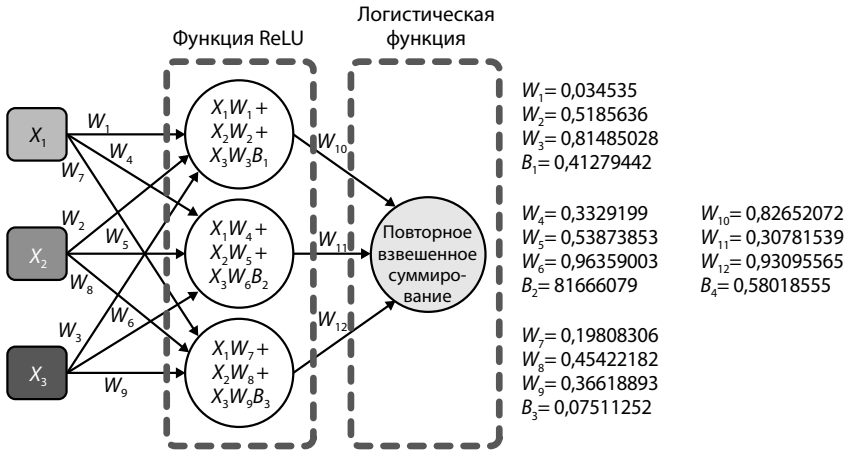 Функция ReLU
Логистическая
функция
X₁
X₂
X₃
W₁
W₄
W₇
W₂
W₅
W₈
W₃
W₆
W₉
X₁W₁ +
X₂W₂ +
X₃W₃B₁
X₁W₄ +
X₂W₅ +
X₃W₆B₂
X₁W₇ +
X₂W₈ +
X₃W₉B₃
W₁₀
W₁₁
W₁₂
Повторное
взвешенное
суммиро-
вание
W₁= 0,034535
W₂= 0,5185636
W₃= 0,81485028
B₁= 0,41279442
W₄= 0,3329199
W₅= 0,53873853
W₆= 0,96359003
B₂= 81666079
W₇= 0,19808306
W₈= 0,45422182
W₉= 0,36618893
B₃= 0,07511252
W₁₀= 0,82652072
W₁₁= 0,30781539
W₁₂= 0,93095565
B₄= 0,58018555